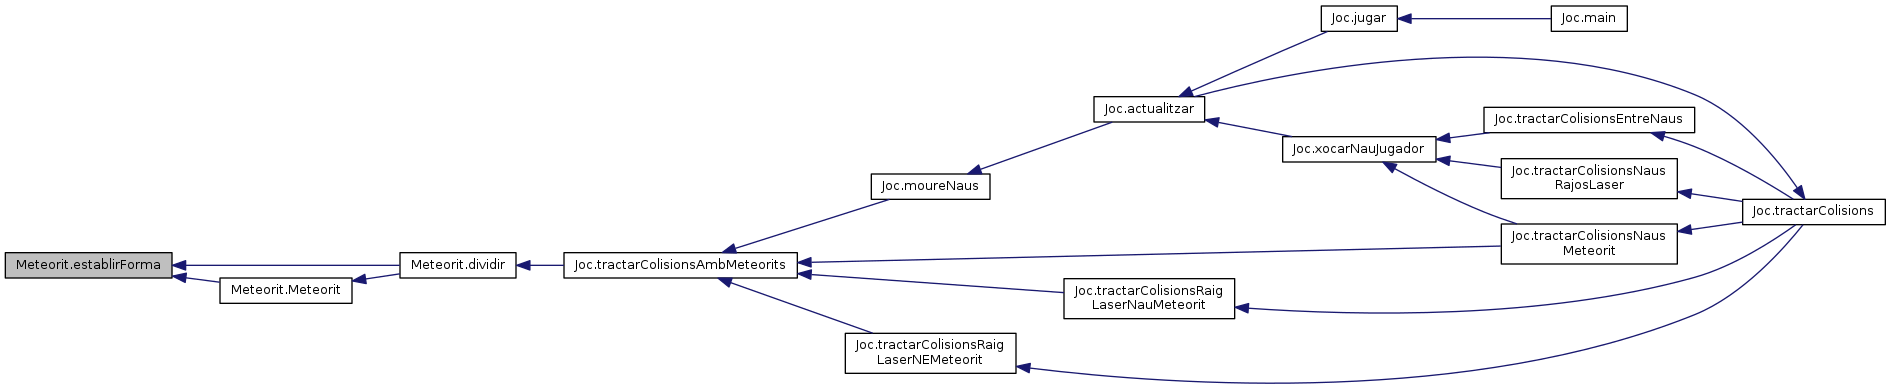 Joc.jugar
Joc.main
Joc.actualitzar
Joc.tractarColisionsEntreNaus
Joc.xocarNauJugador
Joc.tractarColisionsNaus
RajosLaser
Joc.moureNaus
Joc.tractarColisions
Joc.tractarColisionsNaus
Meteorit
Meteorit.establirForma
Meteorit.dividir
Joc.tractarColisionsAmbMeteorits
Meteorit.Meteorit
Joc.tractarColisionsRaig
LaserNauMeteorit
Joc.tractarColisionsRaig
LaserNEMeteorit